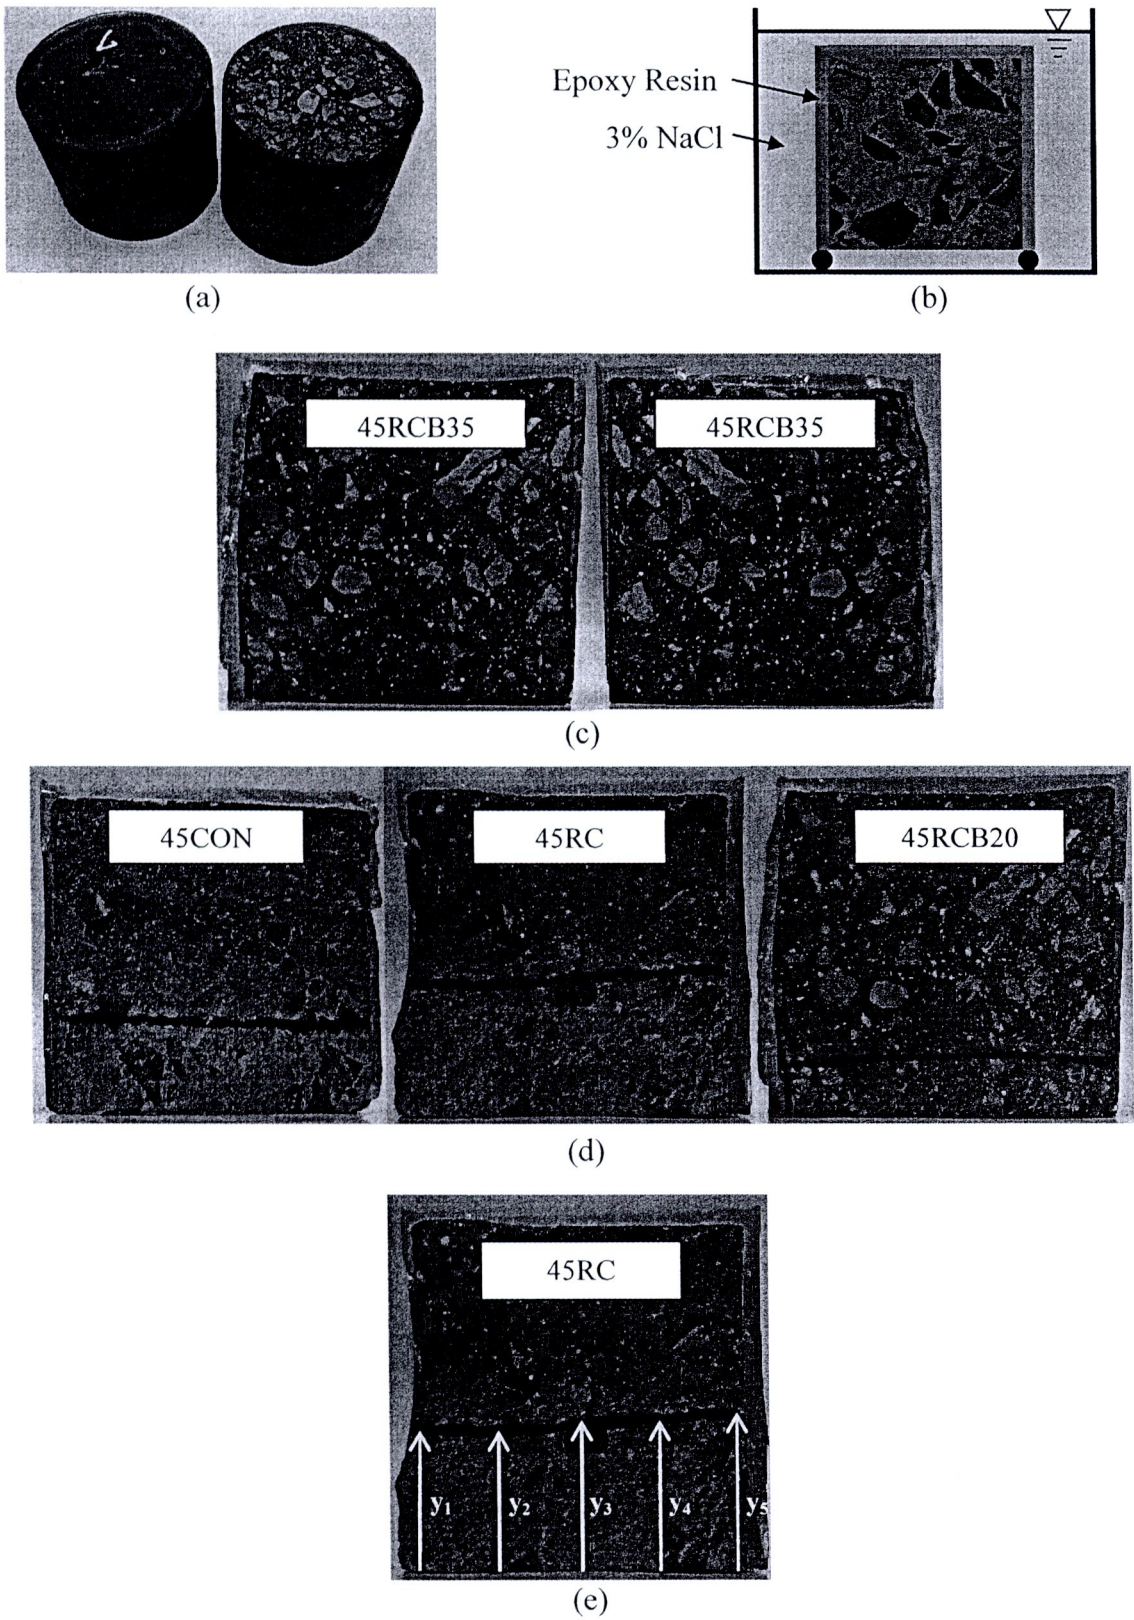 Epoxy Resin
3% NaCl
(a)
(b)
45RCB35
45RCB35
(c)
45CON
45RC
45RCB20
(d)
45RC
y₁
y₂
y₃
y₄
y₅
(e)